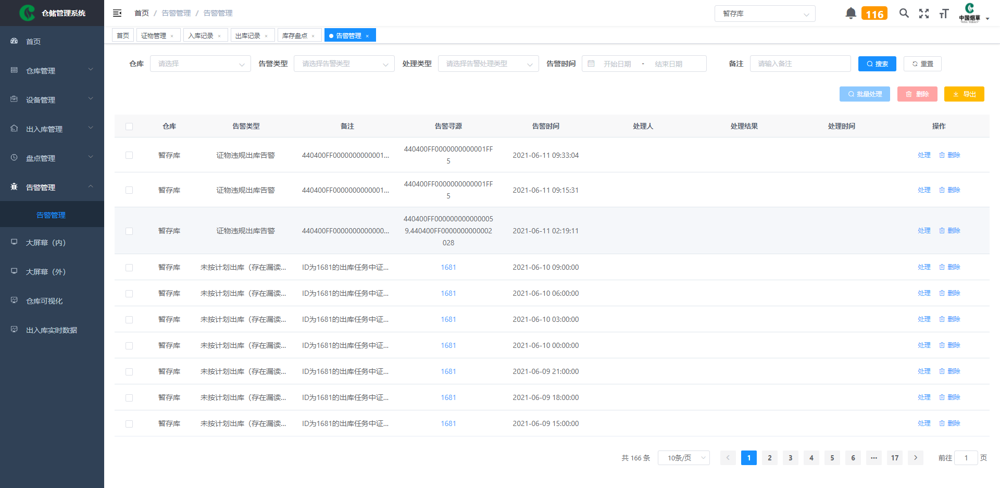 仓储管理系统
首页 / 告警管理 / 告警管理
暂存库
116
中国烟草
首页 证物管理 × 入库记录 × 出库记录 × 库存盘点 × 告警管理 ×
首页
仓库管理
设备管理
出入库管理
盘点管理
告警管理
告警管理
大屏幕（内）
大屏幕（外）
仓库可视化
出入库实时数据
仓库 请选择 告警类型 请选择告警类型 处理类型 请选择告警处理类型 告警时间 开始日期 - 结束日期 备注 请输入备注 搜索 重置
批量处理 删除 导出
仓库 告警类型 备注 告警寻源 告警时间 处理人 处理结果 处理时间 操作
暂存库 证物违规出库告警 440400FF0000000000001... 440400FF0000000000001FF 2021-06-11 09:33:04 处理 删除
5
暂存库 证物违规出库告警 440400FF0000000000001... 440400FF0000000000001FF 2021-06-11 09:15:31 处理 删除
5
440400FF000000000000005
暂存库 证物违规出库告警 440400FF0000000000000... 9,440400FF0000000000002 2021-06-11 02:19:11 处理 删除
028
暂存库 未按计划出库（存在漏读... ID为1681的出库任务中证... 1681 2021-06-10 09:00:00 处理 删除
暂存库 未按计划出库（存在漏读... ID为1681的出库任务中证... 1681 2021-06-10 06:00:00 处理 删除
暂存库 未按计划出库（存在漏读... ID为1681的出库任务中证... 1681 2021-06-10 03:00:00 处理 删除
暂存库 未按计划出库（存在漏读... ID为1681的出库任务中证... 1681 2021-06-10 00:00:00 处理 删除
暂存库 未按计划出库（存在漏读... ID为1681的出库任务中证... 1681 2021-06-09 21:00:00 处理 删除
暂存库 未按计划出库（存在漏读... ID为1681的出库任务中证... 1681 2021-06-09 18:00:00 处理 删除
暂存库 未按计划出库（存在漏读... ID为1681的出库任务中证... 1681 2021-06-09 15:00:00 处理 删除
共 166 条 10条/页 < 1 2 3 4 5 6 ... 17 > 前往 1 页